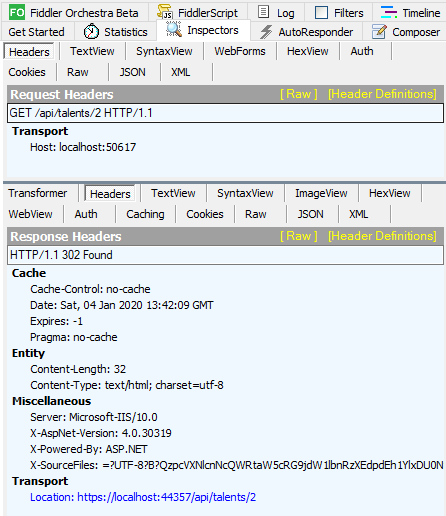 FO Fiddler Orchestra Beta JS FiddlerScript Log Filters Timeline
Get Started Statistics Inspectors AutoResponder Composer
Headers TextView SyntaxView WebForms HexView Auth
Cookies Raw JSON XML
Request Headers [ Raw ] [Header Definitions]
GET /api/talents/2 HTTP/1.1
Transport
Host: localhost:50617
Transformer Headers TextView SyntaxView ImageView HexView
WebView Auth Caching Cookies Raw JSON XML
Response Headers [ Raw ] [Header Definitions]
HTTP/1.1 302 Found
Cache
Cache-Control: no-cache
Date: Sat, 04 Jan 2020 13:42:09 GMT
Expires: -1
Pragma: no-cache
Entity
Content-Length: 32
Content-Type: text/html; charset=utf-8
Miscellaneous
Server: Microsoft-IIS/10.0
X-AspNet-Version: 4.0.30319
X-Powered-By: ASP.NET
X-SourceFiles: =?UTF-8?B?QzpcVXNlcnNcQWRtaW5cRG9jdW1lbnRzXEdpdEh1YlxDU0N
Transport
Location: https://localhost:44357/api/talents/2